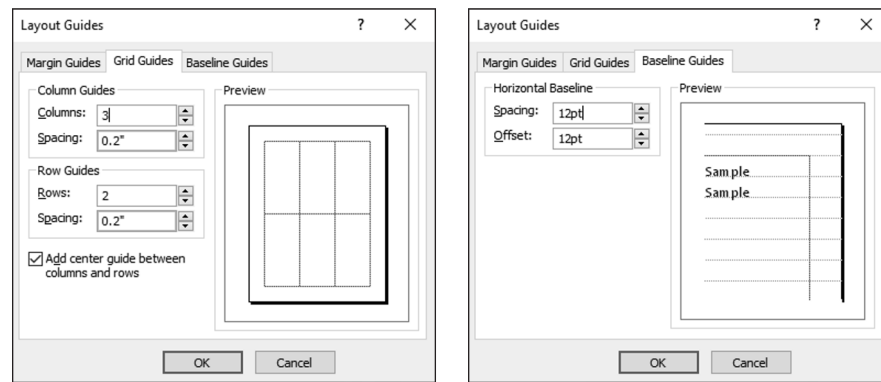 Layout Guides ? ×
Margin Guides Grid Guides Baseline Guides
Column Guides
Columns: 3
Spacing: 0.2"
Row Guides
Rows: 2
Spacing: 0.2"
Add center guide between
columns and rows
Preview
OK Cancel
Layout Guides ? ×
Margin Guides Grid Guides Baseline Guides
Horizontal Baseline
Spacing: 12pt
Offset: 12pt
Preview
Sample
Sample
OK Cancel